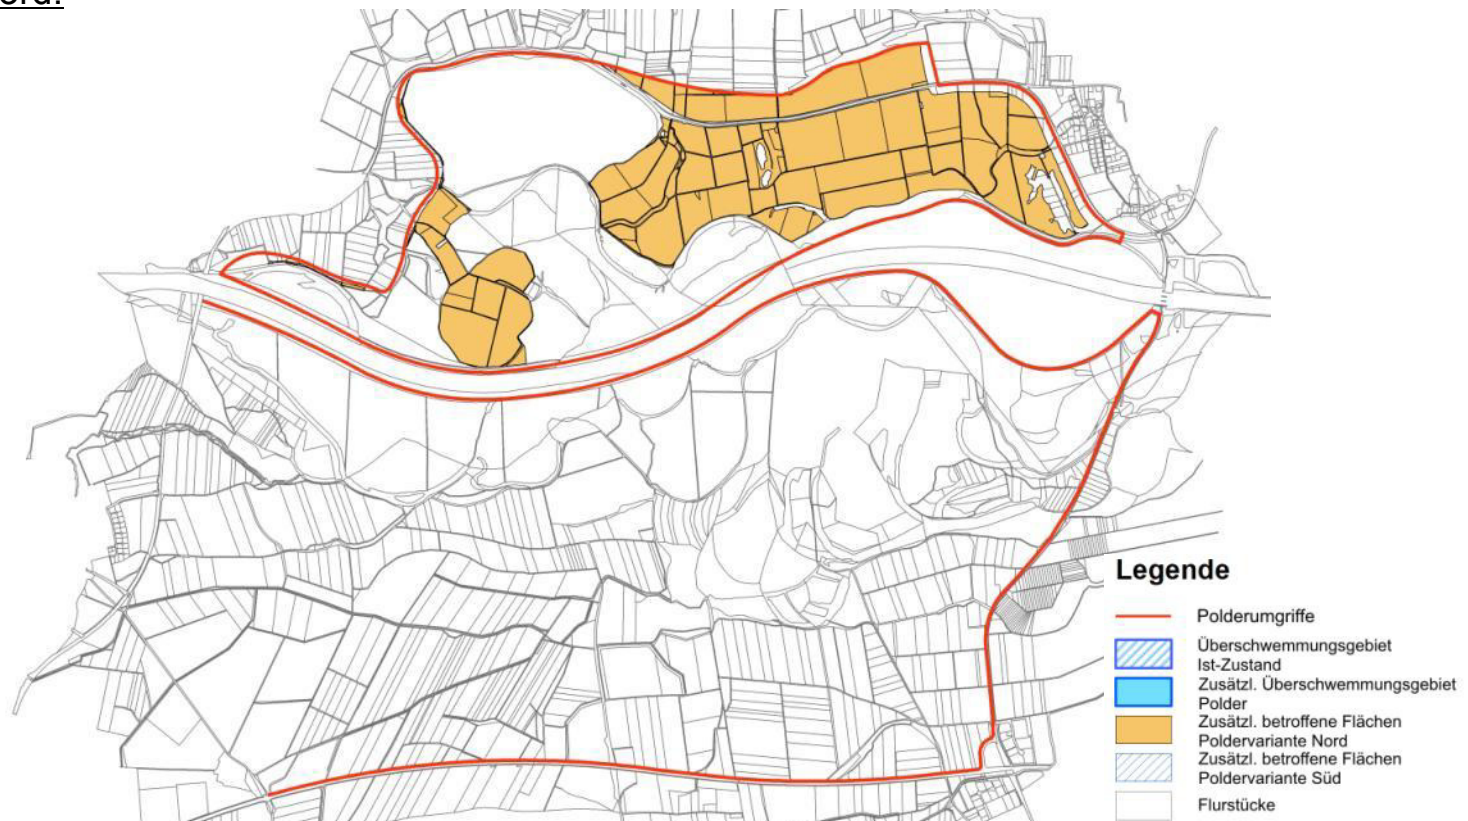 Legende
Polderumgriffe
Überschwemmungsgebiet
Ist-Zustand
Zusätzl. Überschwemmungsgebiet
Polder
Zusätzl. betroffene Flächen
Poldervariante Nord
Zusätzl. betroffene Flächen
Poldervariante Süd
Flurstücke